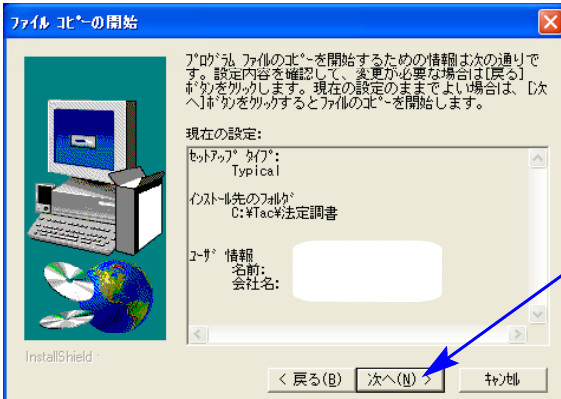 ファイル コピーの開始
プログラム ファイルのコピーを開始するための情報は次の通りで
す。設定内容を確認して、変更が必要な場合は[戻る]
ボタンをクリックします。現在の設定のままでよい場合は、[次
へ]ボタンをクリックするとファイルのコピーを開始します。
現在の設定:
セットアップ タイプ:
Typical
インストール先のフォルダ
C:¥Tac¥法定調書
ユーザ 情報
名前:
会社名:
InstallShield
< 戻る(B)
次へ(N) >
キャンセル